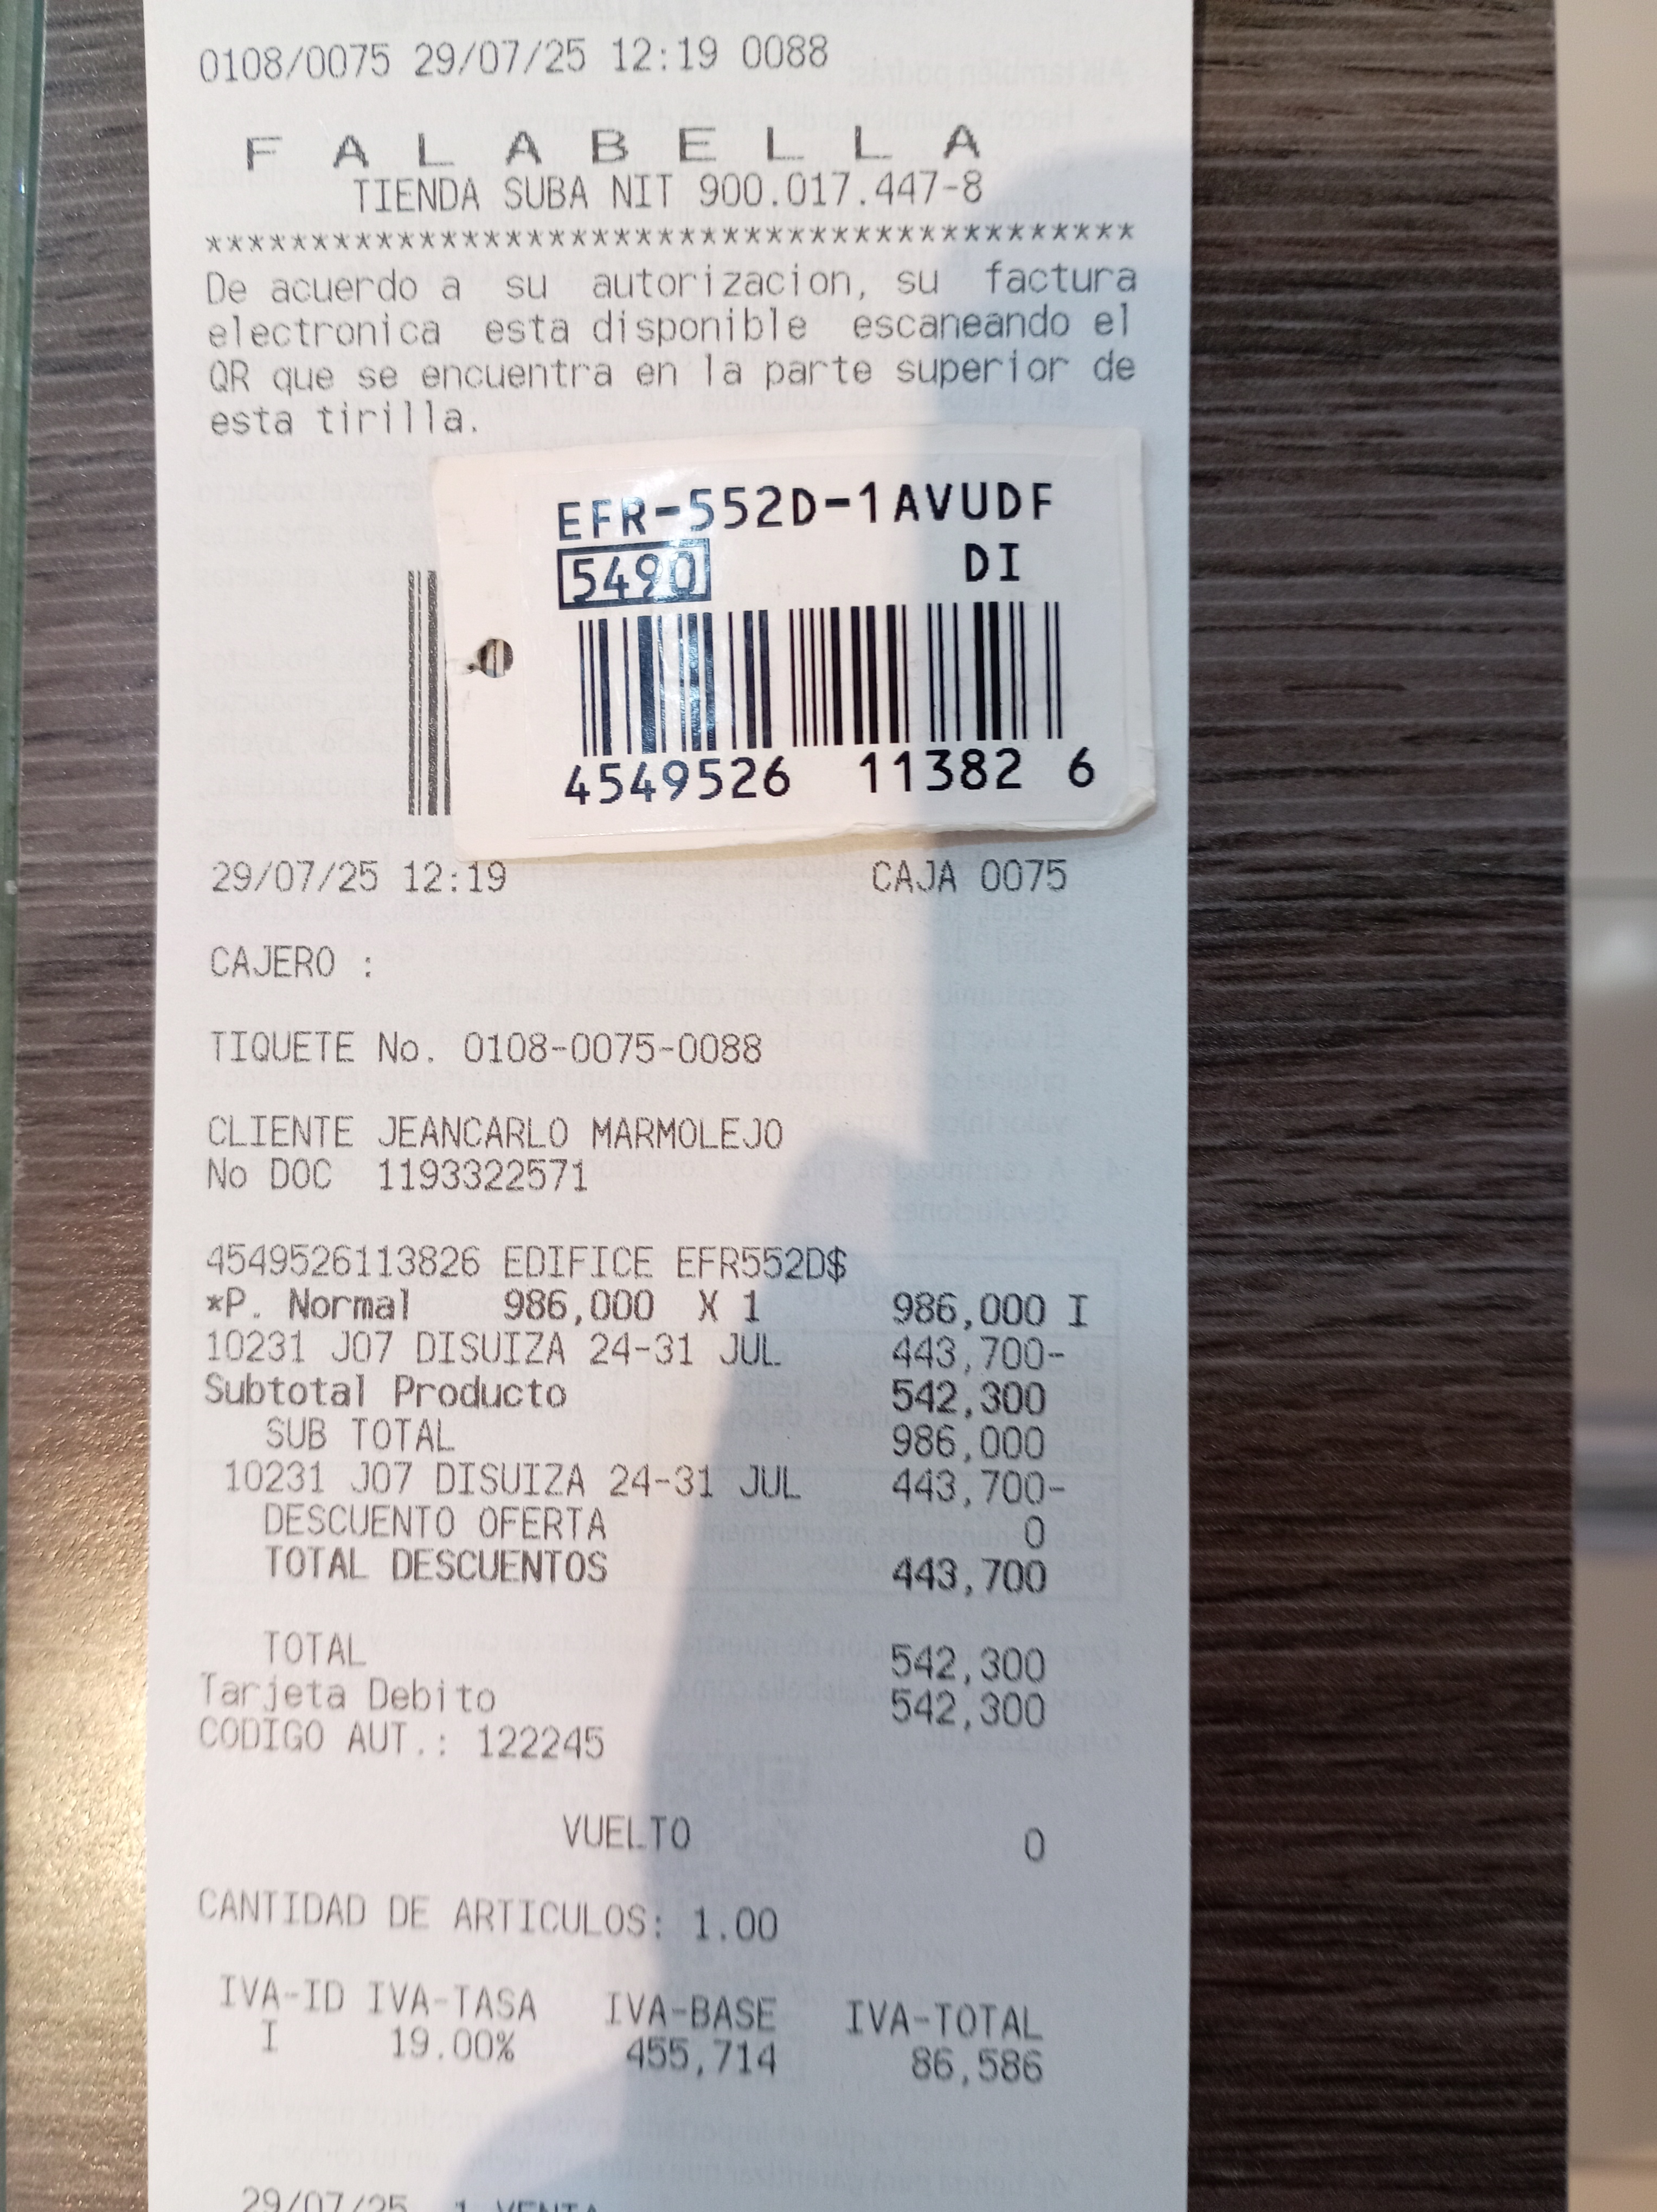 0108/0075 29/07/25 12:19 0088
F A L A B E L L A
TIENDA SUBA NIT 900.017.447-8
*******************************************
De acuerdo a su autorizacion, su factura
electronica esta disponible escaneando el
QR que se encuentra en la parte superior de
esta tirilla.
EFR-552D-1AVUDF
5490 DI
4549526 11382 6
29/07/25 12:19 CAJA 0075
CAJERO :
TIQUETE No. 0108-0075-0088
CLIENTE JEANCARLO MARMOLEJO
No DOC 1193322571
4549526113826 EDIFICE EFR552D$
*P. Normal 986,000 X 1 986,000 I
10231 J07 DISUIZA 24-31 JUL 443,700-
Subtotal Producto 542,300
SUB TOTAL 986,000
10231 J07 DISUIZA 24-31 JUL 443,700-
DESCUENTO OFERTA 0
TOTAL DESCUENTOS 443,700
TOTAL 542,300
Tarjeta Debito 542,300
CODIGO AUT.: 122245
VUELTO 0
CANTIDAD DE ARTICULOS: 1.00
IVA-ID IVA-TASA IVA-BASE IVA-TOTAL
I 19.00% 455,714 86,586
29/07/25 1 VENTA